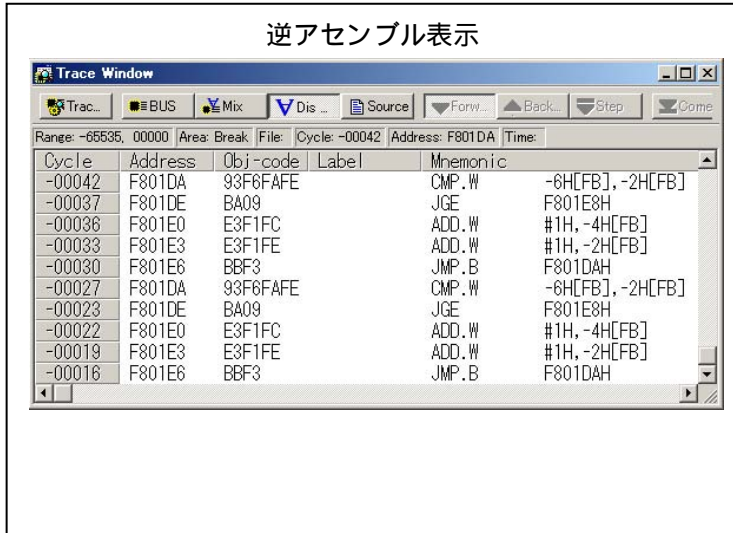 逆アセンブル表示
Trace Window
Trac... BUS Mix Dis ... Source Forw... Back... Step Come
Range: -65535, 00000 Area: Break File: Cycle: -00042 Address: F801DA Time:
Cycle Address Obj-code Label Mnemonic
-00042 F801DA 93F6FAFE CMP.W -6H[FB],-2H[FB]
-00037 F801DE BA09 JGE F801E8H
-00036 F801E0 E3F1FC ADD.W #1H,-4H[FB]
-00033 F801E3 E3F1FE ADD.W #1H,-2H[FB]
-00030 F801E6 BBF3 JMP.B F801DAH
-00027 F801DA 93F6FAFE CMP.W -6H[FB],-2H[FB]
-00023 F801DE BA09 JGE F801E8H
-00022 F801E0 E3F1FC ADD.W #1H,-4H[FB]
-00019 F801E3 E3F1FE ADD.W #1H,-2H[FB]
-00016 F801E6 BBF3 JMP.B F801DAH